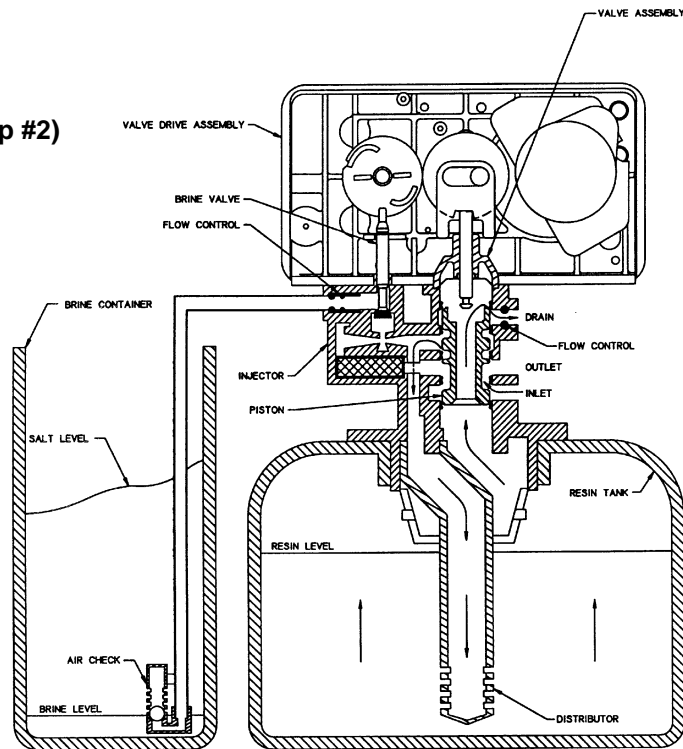 VALVE ASSEMBLY
p #2)
VALVE DRIVE ASSEMBLY
BRINE VALVE
FLOW CONTROL
BRINE CONTAINER
DRAIN
FLOW CONTROL
OUTLET
INJECTOR
INLET
PISTON
SALT LEVEL
RESIN TANK
RESIN LEVEL
AIR CHECK
BRINE LEVEL
DISTRIBUTOR